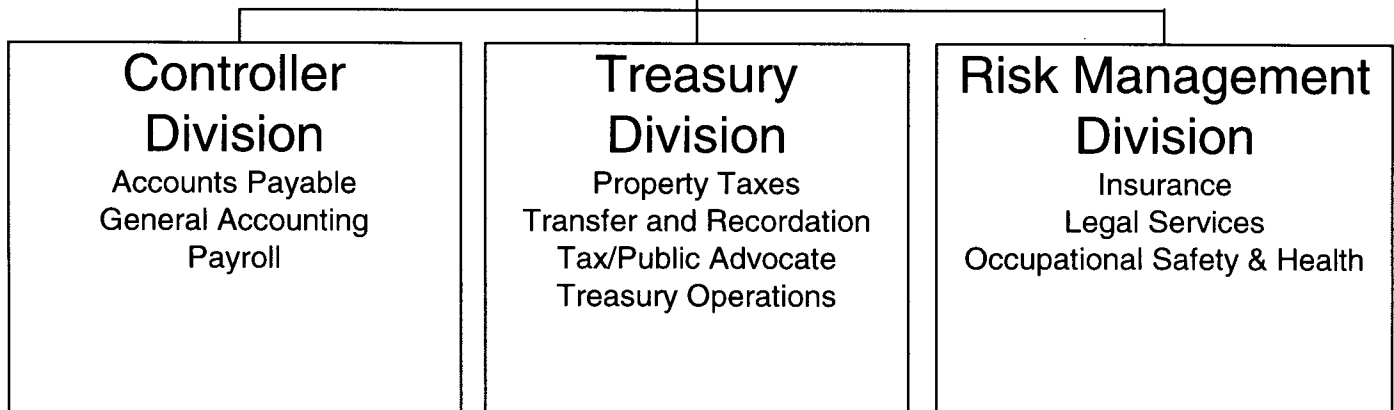 Controller
Division
Accounts Payable
General Accounting
Payroll
Treasury
Division
Property Taxes
Transfer and Recordation
Tax/Public Advocate
Treasury Operations
Risk Management
Division
Insurance
Legal Services
Occupational Safety & Health